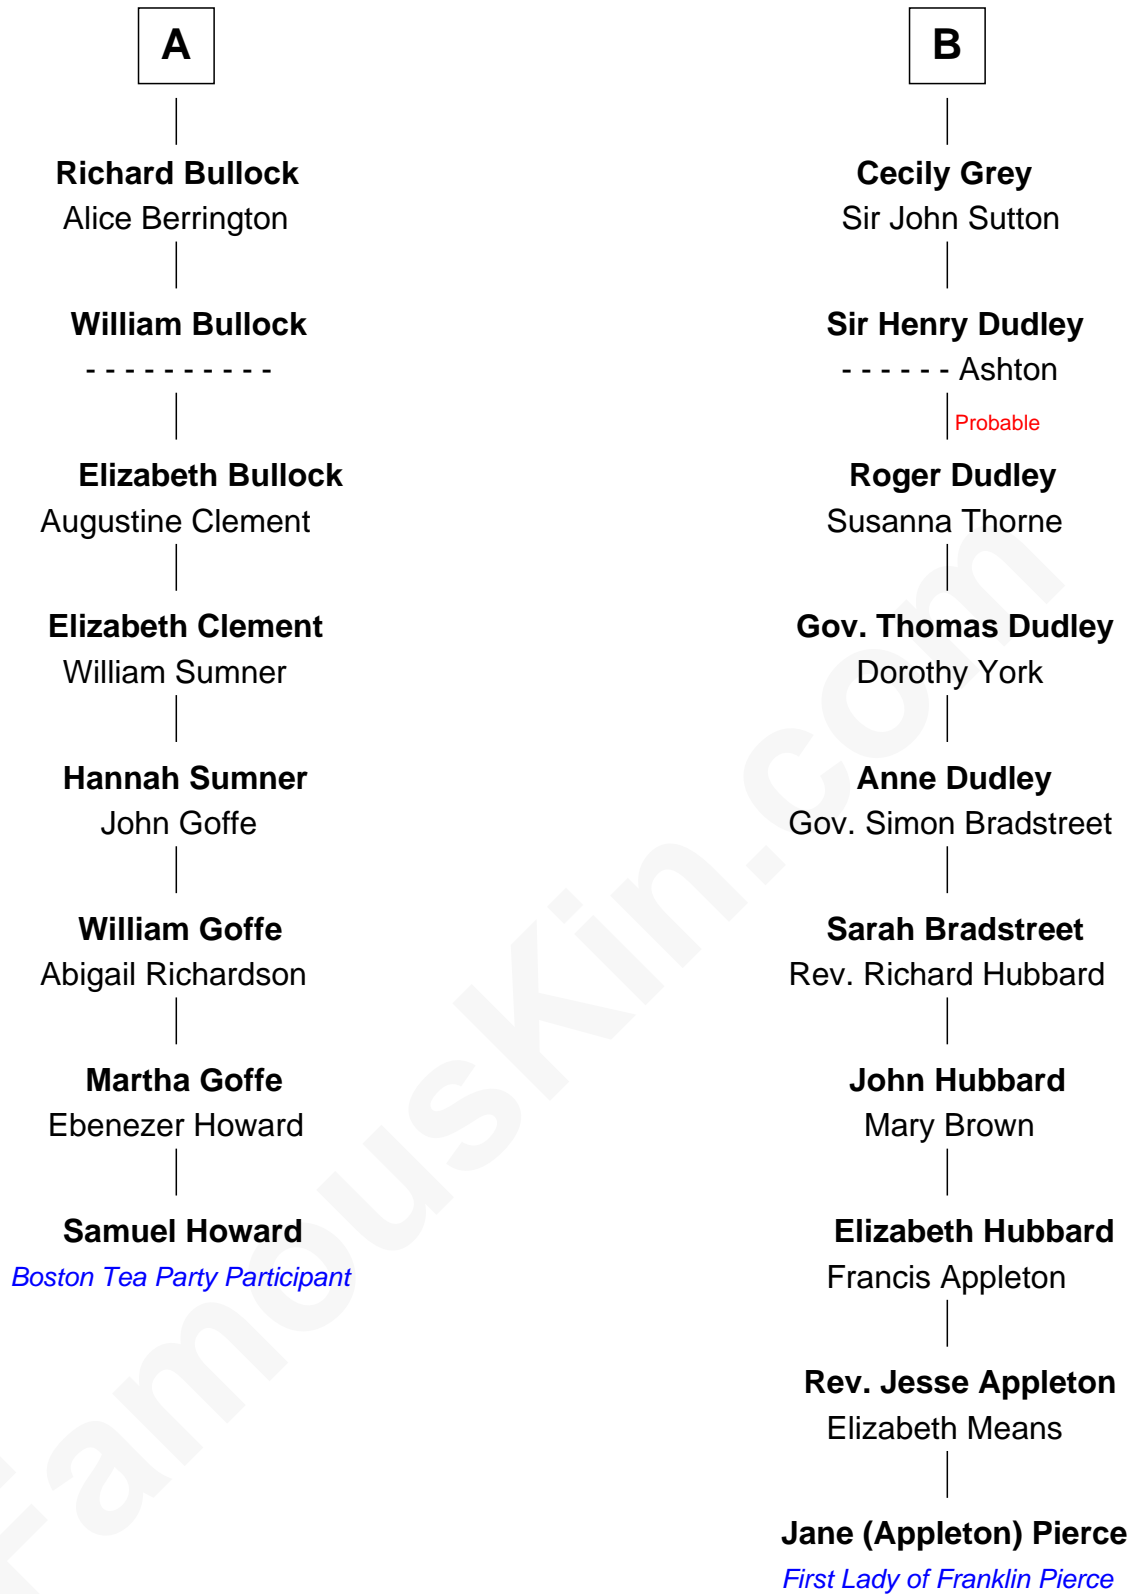 A
Richard Bullock
Alice Berrington
William Bullock
- - - - - - - - - -
Elizabeth Bullock
Augustine Clement
Elizabeth Clement
William Sumner
Hannah Sumner
John Goffe
William Goffe
Abigail Richardson
Martha Goffe
Ebenezer Howard
Samuel Howard
Boston Tea Party Participant
B
Cecily Grey
Sir John Sutton
Sir Henry Dudley
- - - - - - Ashton
Probable
Roger Dudley
Susanna Thorne
Gov. Thomas Dudley
Dorothy York
Anne Dudley
Gov. Simon Bradstreet
Sarah Bradstreet
Rev. Richard Hubbard
John Hubbard
Mary Brown
Elizabeth Hubbard
Francis Appleton
Rev. Jesse Appleton
Elizabeth Means
Jane (Appleton) Pierce
First Lady of Franklin Pierce
FamousKin.com